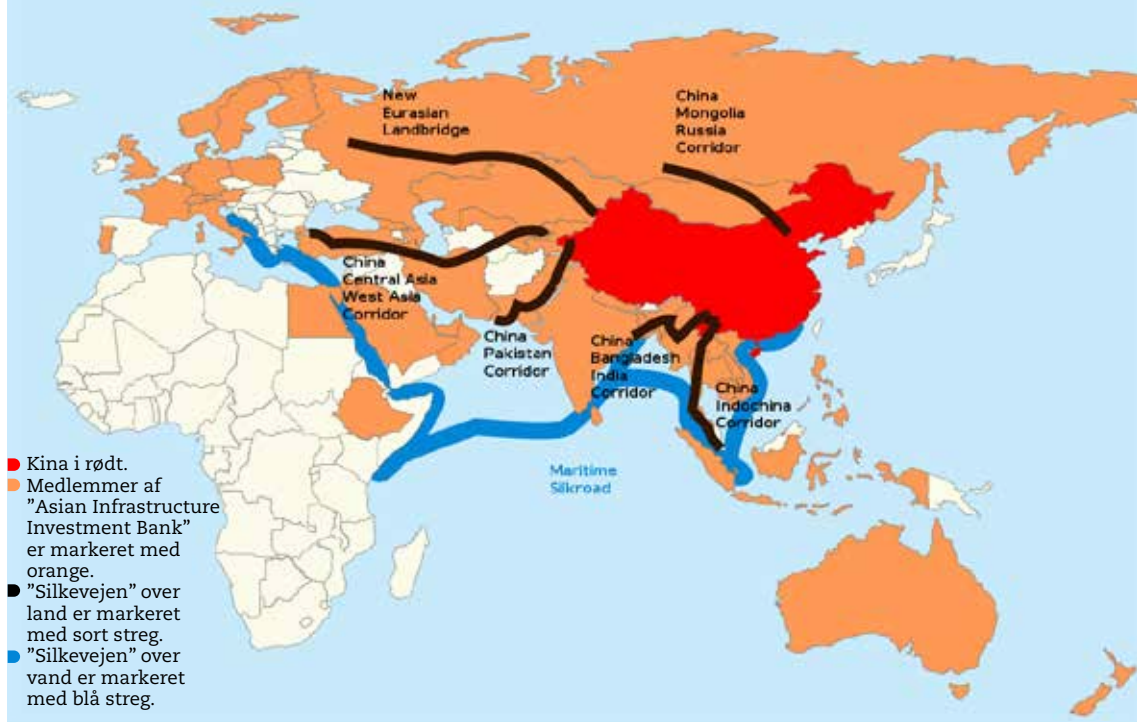 New
Eurasian
Landbridge
China
Mongolia
Russia
Corridor
China
Central Asia
West Asia
Corridor
China
Pakistan
Corridor
China
Bangladesh
India
Corridor
China
Indochina
Corridor
Maritime
Silkroad
Kina i rødt.
Medlemmer af
"Asian Infrastructure
Investment Bank"
er markeret med
orange.
"Silkevejen" over
land er markeret
med sort streg.
"Silkevejen" over
vand er markeret
med blå streg.